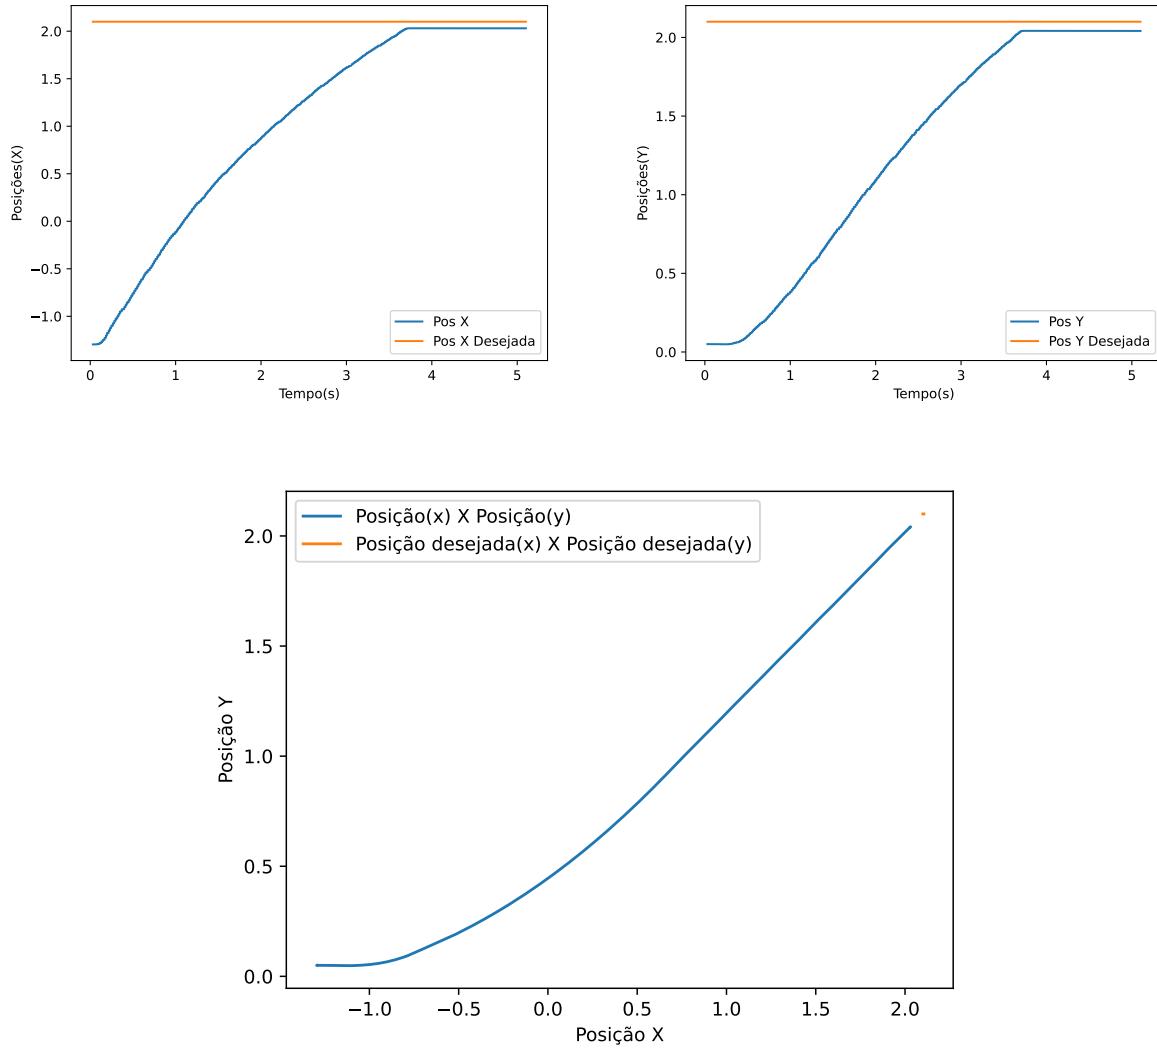 2.0
1.5
1.0
0.5
0.0
−0.5
−1.0
Posições(X)
0 1 2 3 4 5
Tempo(s)
Pos X
Pos X Desejada
2.0
1.5
1.0
0.5
0.0
Posições(Y)
0 1 2 3 4 5
Tempo(s)
Pos Y
Pos Y Desejada
Posição(x) X Posição(y)
Posição desejada(x) X Posição desejada(y)
2.0
1.5
1.0
0.5
0.0
Posição Y
−1.0 −0.5 0.0 0.5 1.0 1.5 2.0
Posição X